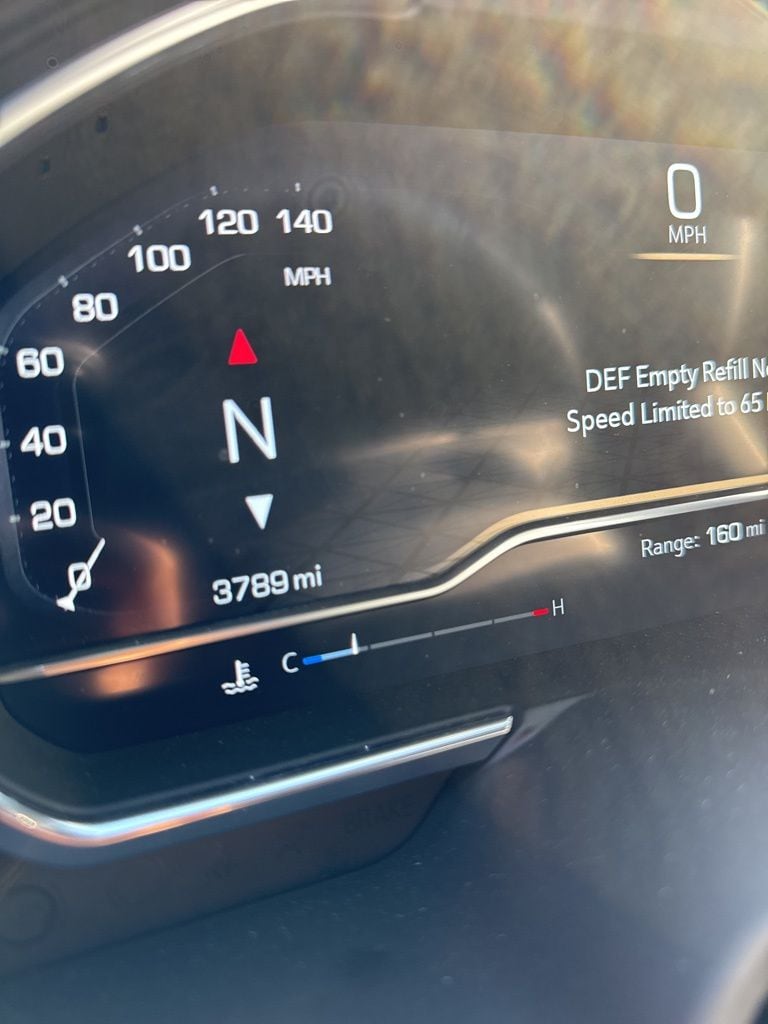 0
MPH
120 140
100
MPH
80
60
DEF Empty Refill
Speed Limited to 65
N
40
20
Range: 160 mi
0
3789 mi
C H
BRAKE